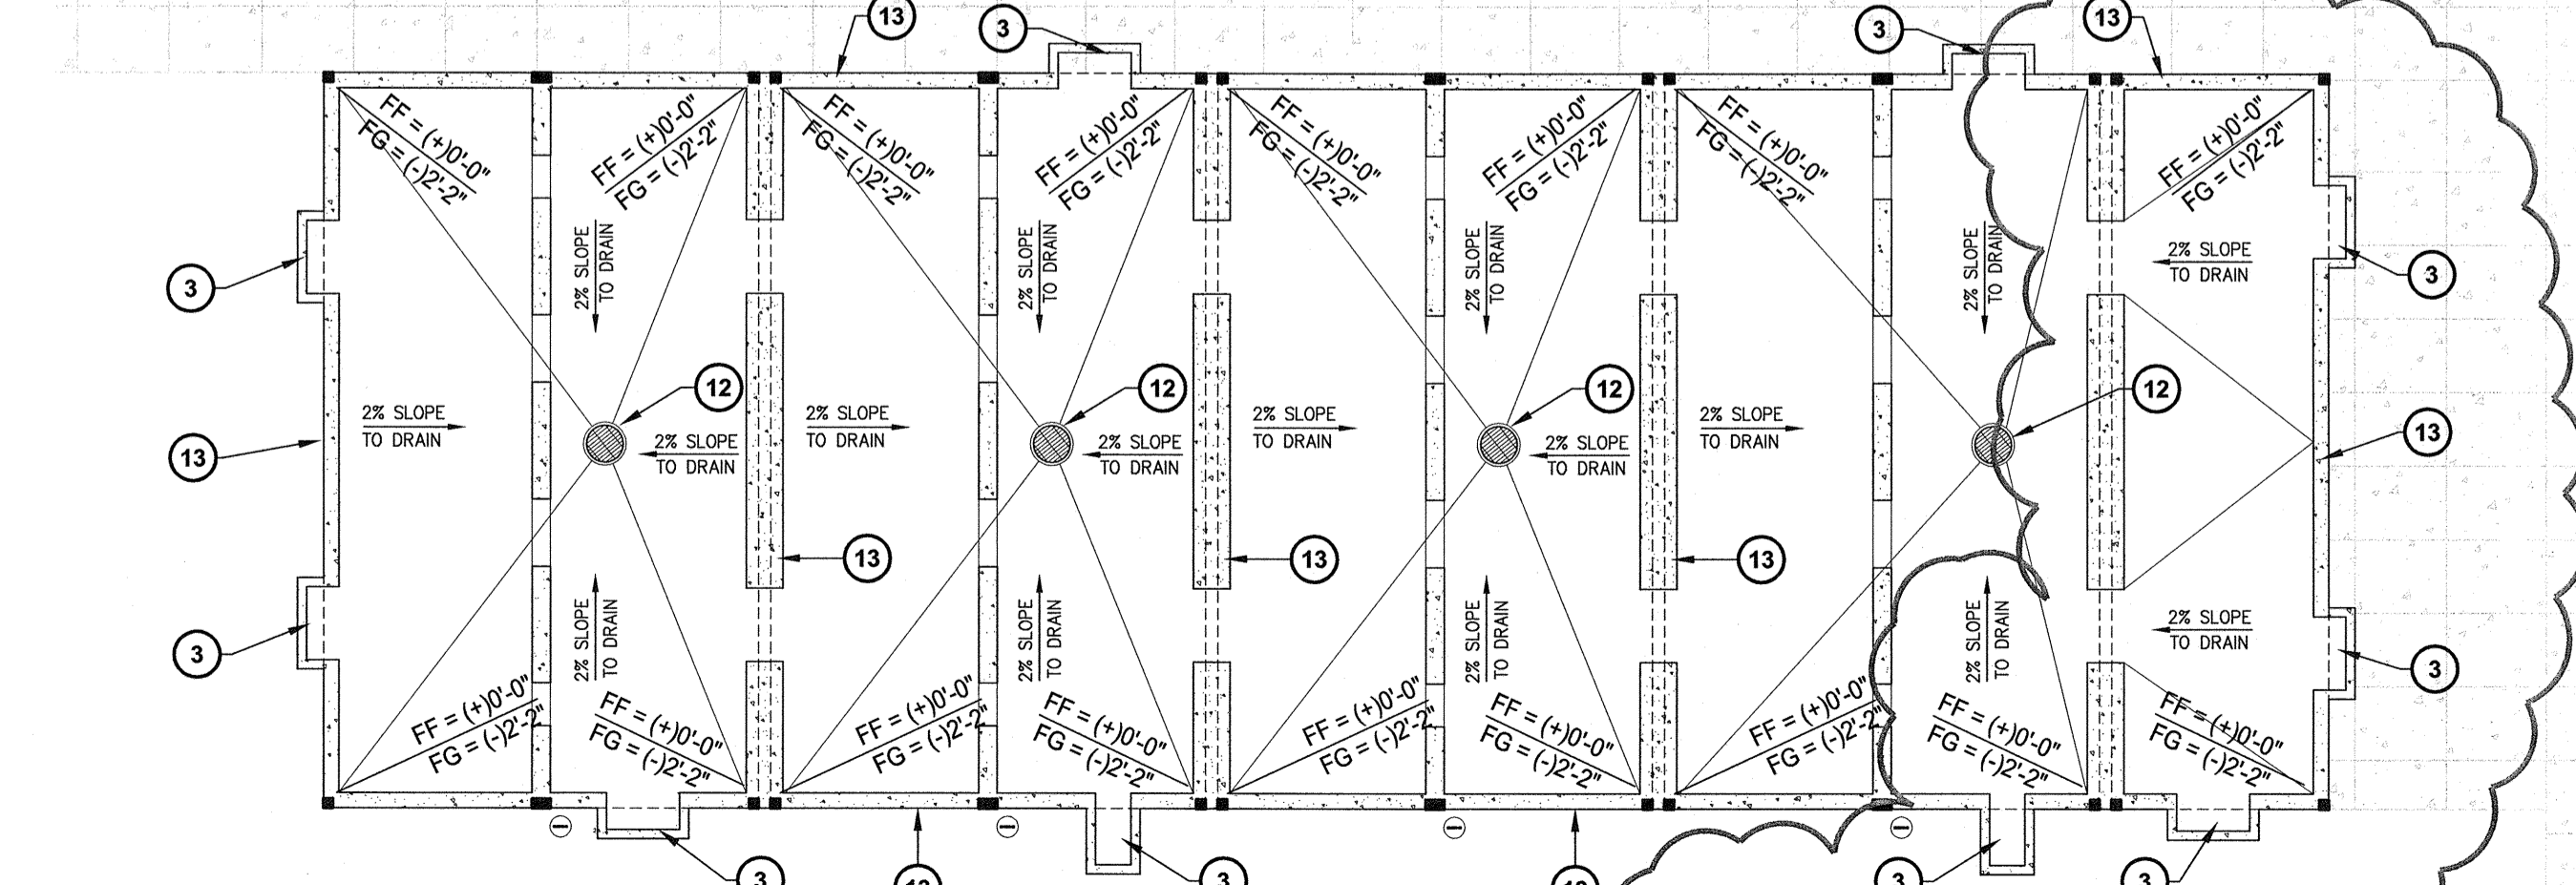 13
3
3
13
FF = (+)0'-0"
FG = (-)2'-2"
FF = (+)0'-0"
FG = (-)2'-2"
FF = (+)0'-0"
FG = (-)2'-2"
FF = (+)0'-0"
FG = (-)2'-2"
FF = (+)0'-0"
FG = (-)2'-2"
FF = (+)0'-0"
FG = (-)2'-2"
FF = (+)0'-0"
FG = (-)2'-2"
FF = (+)0'-0"
FG = (-)2'-2"
2% SLOPE
TO DRAIN
2% SLOPE
TO DRAIN
2% SLOPE
TO DRAIN
2% SLOPE
TO DRAIN
2% SLOPE
TO DRAIN
3
3
12
12
12
12
2% SLOPE
TO DRAIN
2% SLOPE
TO DRAIN
2% SLOPE
TO DRAIN
2% SLOPE
TO DRAIN
2% SLOPE
TO DRAIN
2% SLOPE
TO DRAIN
2% SLOPE
TO DRAIN
13
13
13
13
13
2% SLOPE
TO DRAIN
2% SLOPE
TO DRAIN
2% SLOPE
TO DRAIN
2% SLOPE
TO DRAIN
2% SLOPE
TO DRAIN
3
3
FF = (+)0'-0"
FG = (-)2'-2"
FF = (+)0'-0"
FG = (-)2'-2"
FF = (+)0'-0"
FG = (-)2'-2"
FF = (+)0'-0"
FG = (-)2'-2"
FF = (+)0'-0"
FG = (-)2'-2"
FF = (+)0'-0"
FG = (-)2'-2"
FF = (+)0'-0"
FG = (-)2'-2"
FF = (+)0'-0"
FG = (-)2'-2"
FF = (+)0'-0"
FG = (-)2'-2"
3
3
3
3